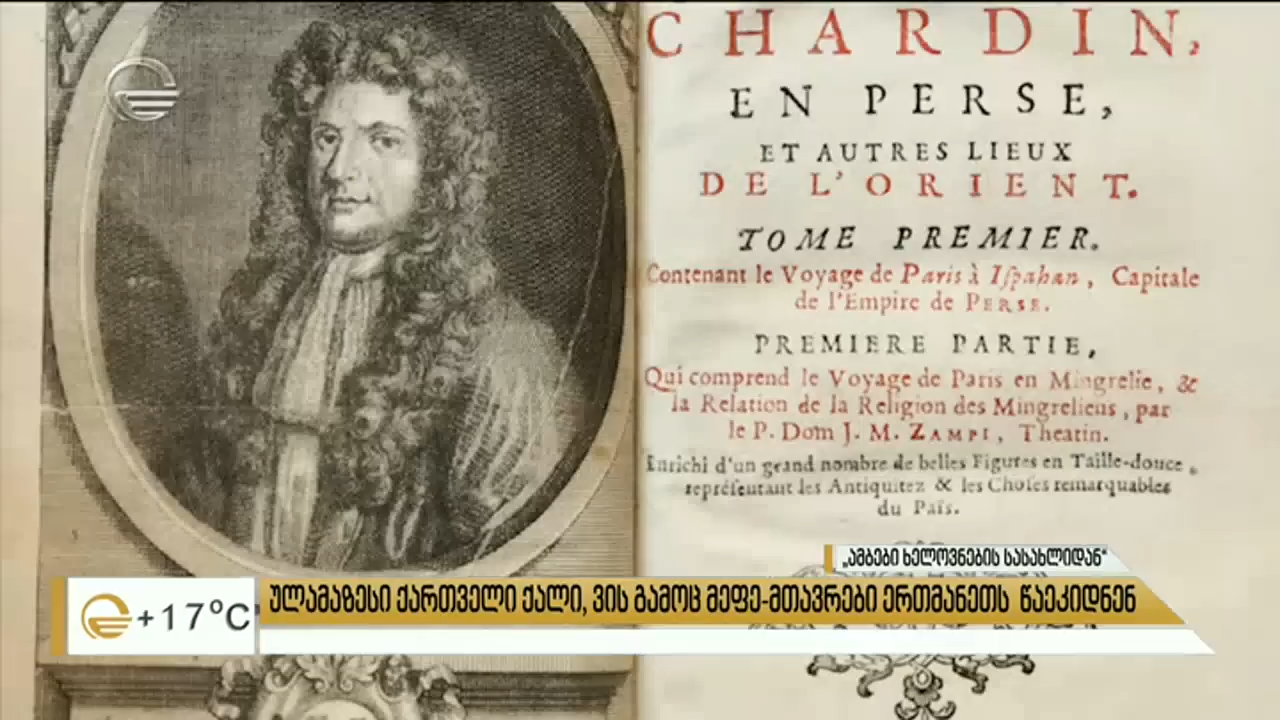 CHARDIN,
EN PERSE,
ET AUTRES LIEUX
DE L'ORIENT.
TOME PREMIER.
Contenant le Voyage de Paris à Iſpahan, Capitale
de l'Empire de PERSE.
PREMIERE PARTIE,
Qui comprend le Voyage de Paris en Mingrelie, &
la Relation de la Religion des Mingreliens, par
le P. Dom J. M. ZAMPI, Theatin.
Enrichi d'un grand nombre de belles Figures en Taille-douce,
repréſentant les Antiquitez & les Choſes remarquables
du Païs.
„ამბები ხელოვნების სასახლიდან“
ულამაზესი ქართველი ქალი, ვის გამოც მეფე-მთავრები ერთმანეთს წაეკიდნენ
+17°C